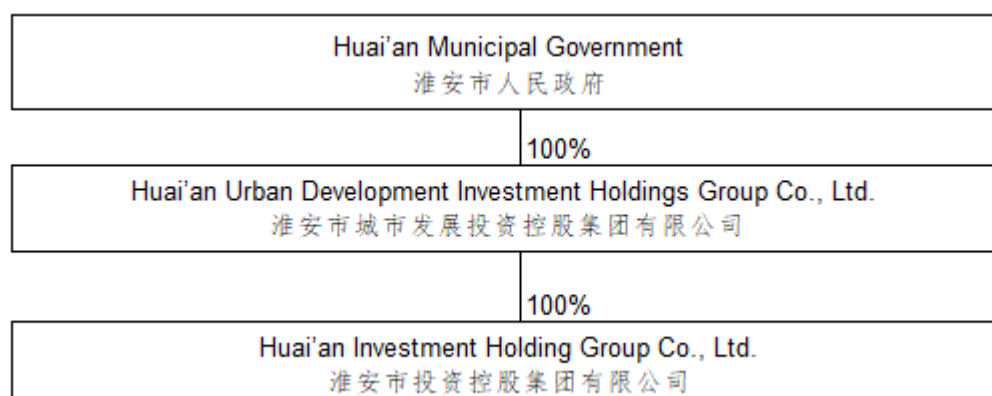 Huai’an Municipal Government
淮安市人民政府
100%
Huai’an Urban Development Investment Holdings Group Co., Ltd.
淮安市城市发展投资控股集团有限公司
100%
Huai’an Investment Holding Group Co., Ltd.
淮安市投资控股集团有限公司